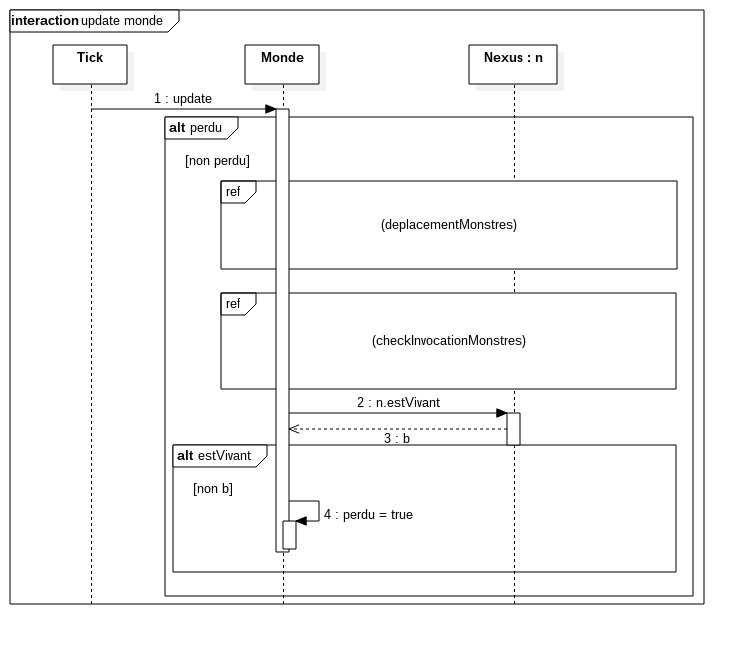 interaction update monde
Tick
Monde
Nexus : n
1 : update
alt perdu
[non perdu]
ref
(deplacementMonstres)
ref
(checkInvocationMonstres)
2 : n.estVivant
3 : b
alt estVivant
[non b]
4 : perdu = true